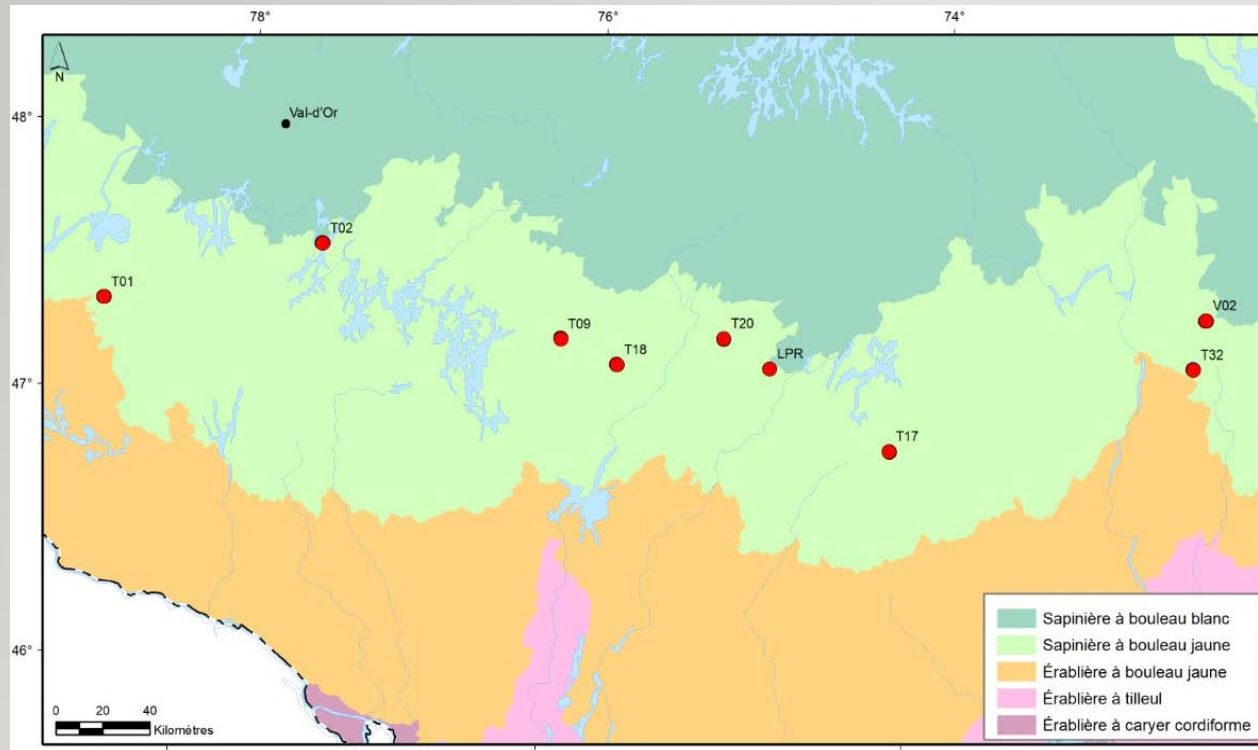 78° 76° 74°
N
48°
Val-d'Or
T02
T01
V02
T09
T20
T18
LPR
T32
47°
T17
46°
Sapinière à bouleau blanc
Sapinière à bouleau jaune
Érablière à bouleau jaune
Érablière à tilleul
Érablière à caryer cordiforme
0 20 40
Kilomètres